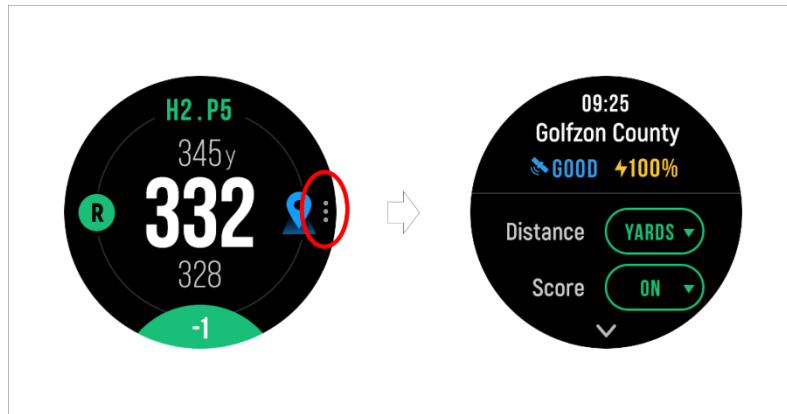 H2.P5
345y
R
332
328
-1
09:25
Golfzon County
GOOD 100%
Distance YARDS
Score ON